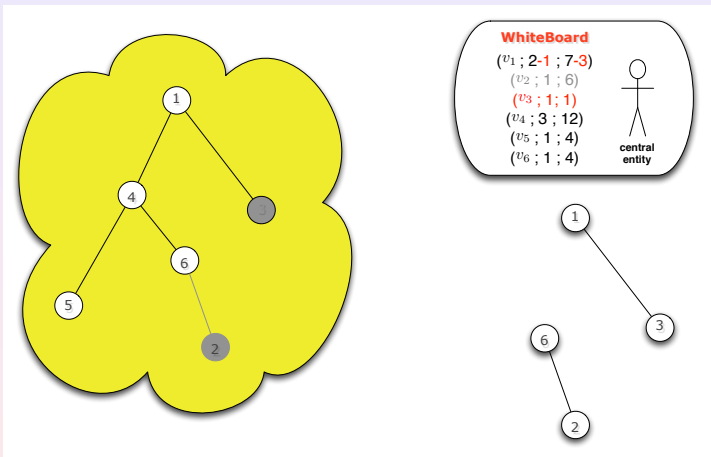 WhiteBoard
(v1 ; 2-1 ; 7-3)
(v2 ; 1 ; 6)
(v3 ; 1; 1)
(v4 ; 3 ; 12)
(v5 ; 1 ; 4)
(v6 ; 1 ; 4)
central
entity
1
4
3
6
5
2
1
3
6
2